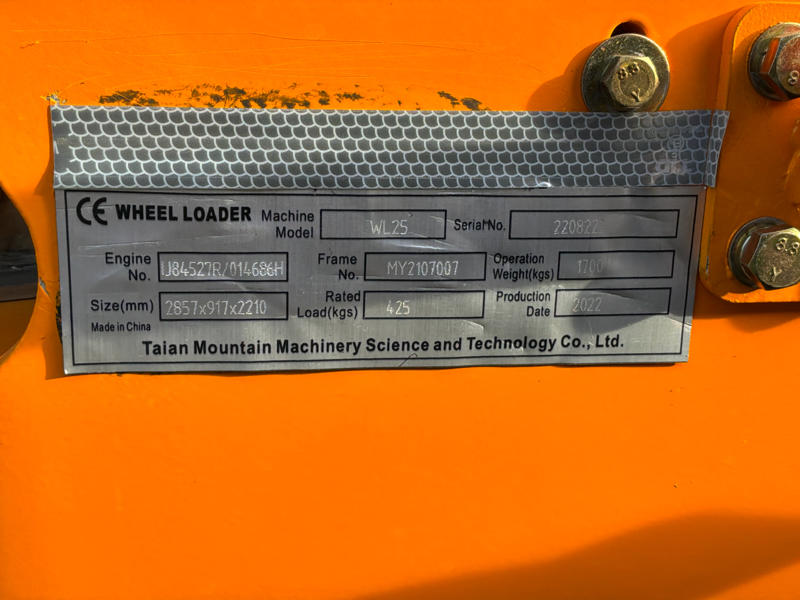 8.8
Y
8
CE WHEEL LOADER Machine Model WL25 Serial No. 220822
Engine No. U84527R/014686H Frame No. MY2107007 Operation Weight(kgs) 1700
8.8
Y
Size(mm) 2857x917x2210 Rated Load(kgs) 425 Production Date 2022
Made in China
Taian Mountain Machinery Science and Technology Co., Ltd.